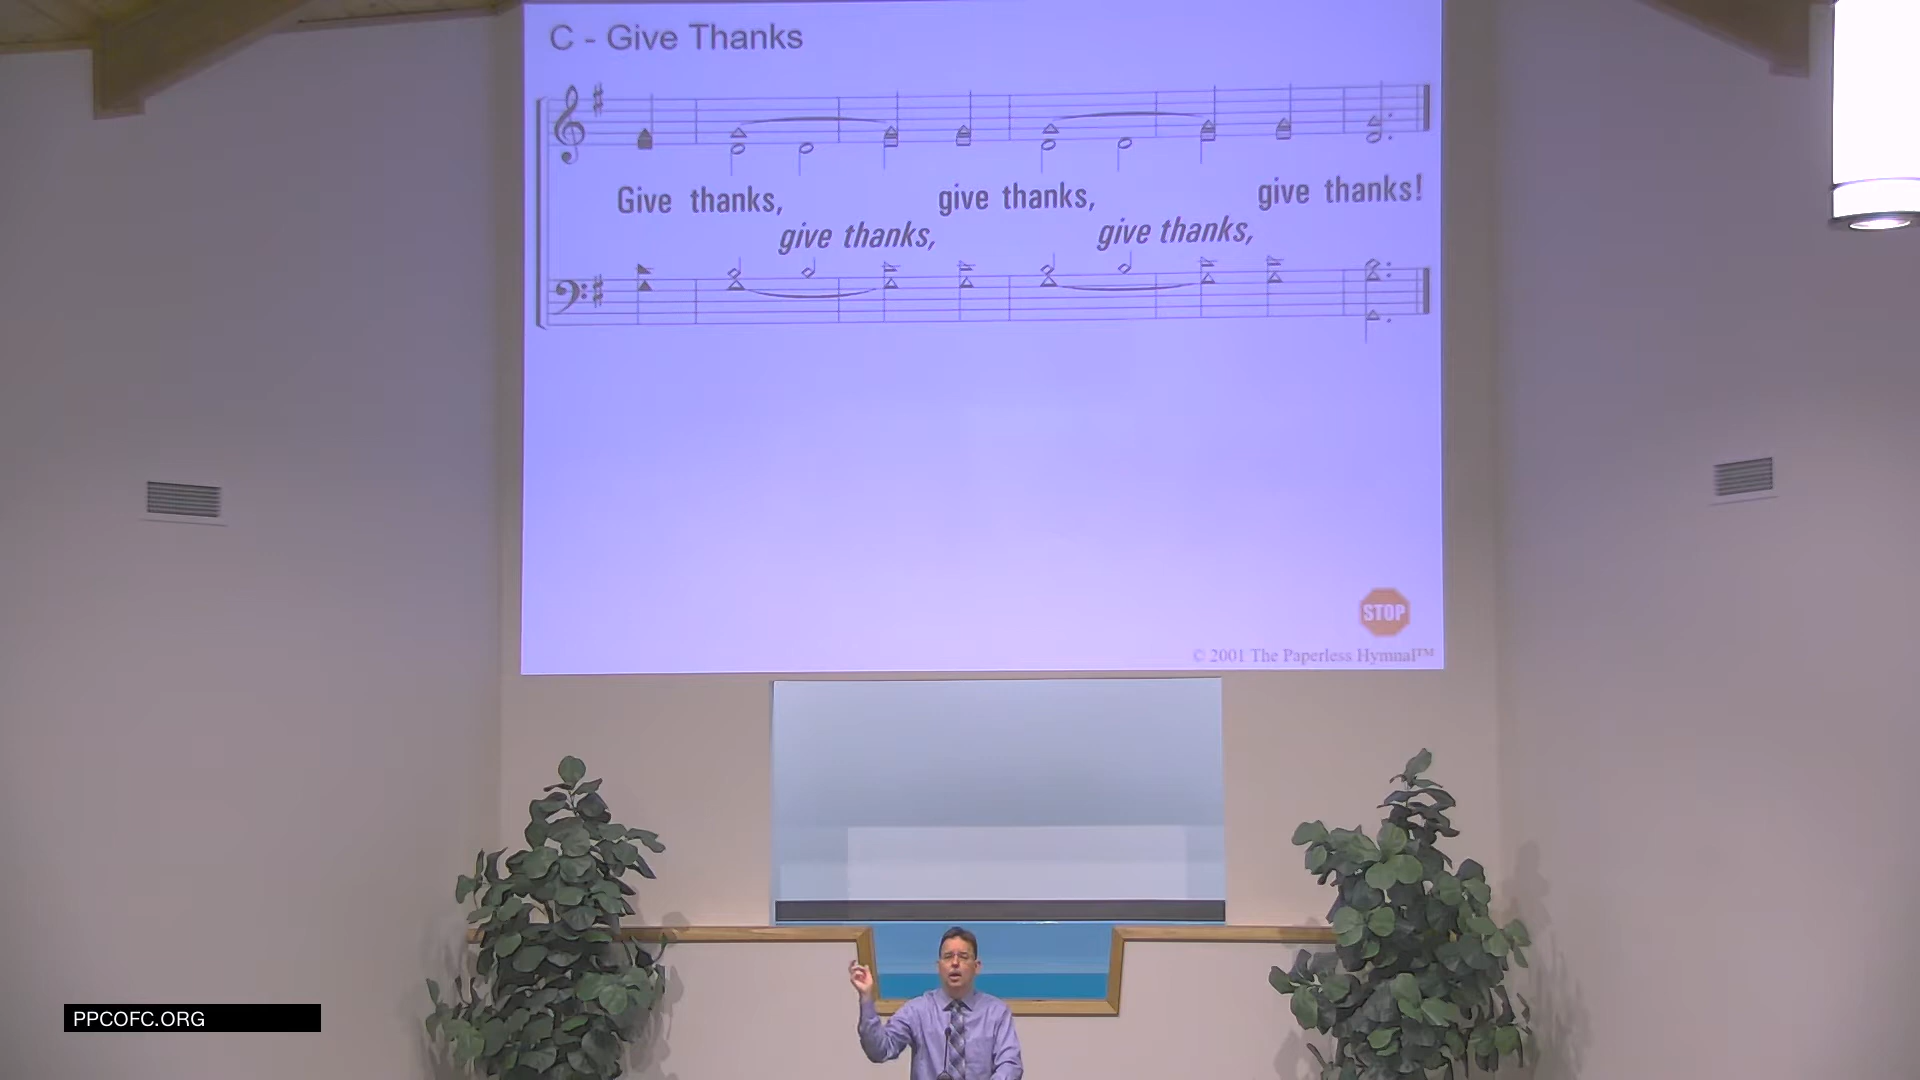 C - Give Thanks
Give thanks, give thanks, give thanks!
give thanks, give thanks,
STOP
© 2001 The Paperless Hymnal™
PPCOFC.ORG